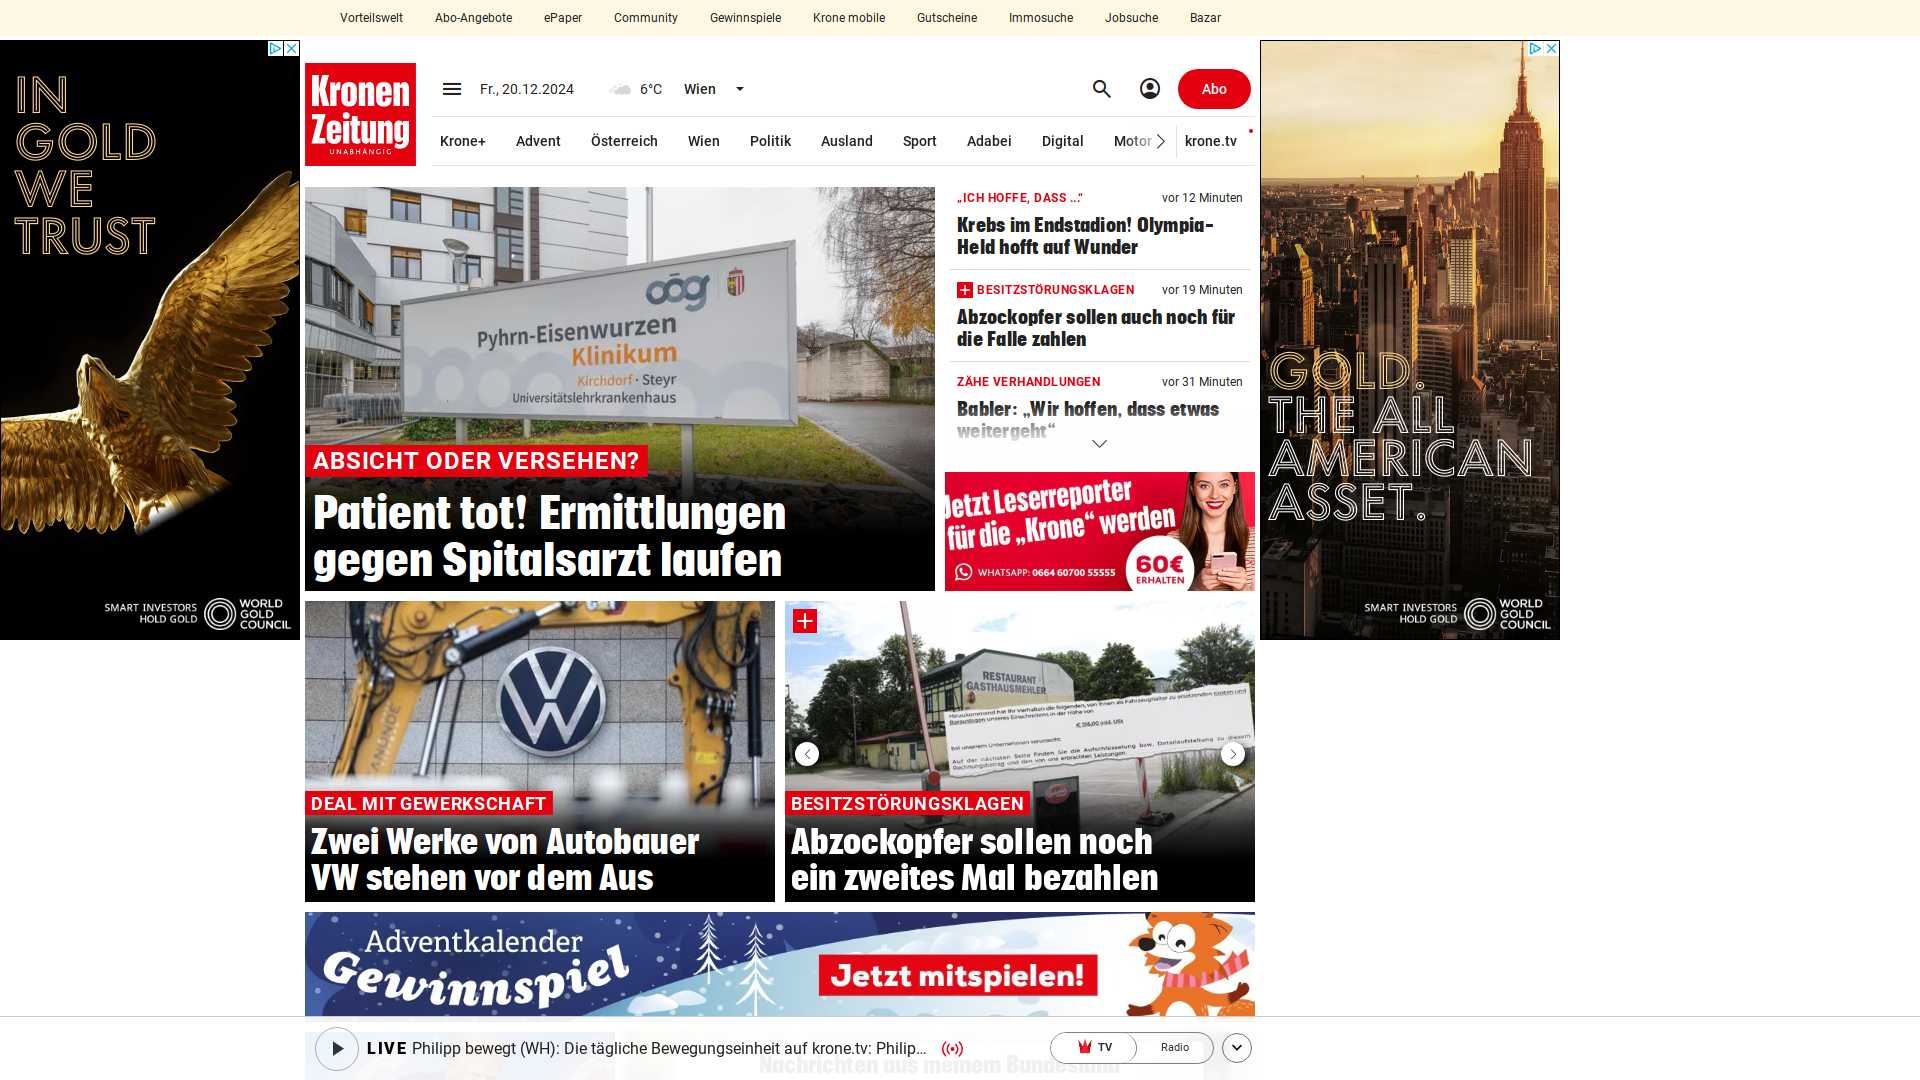 Vorteilswelt Abo-Angebote ePaper Community Gewinnspiele Krone mobile Gutscheine Immosuche Jobsuche Bazar
IN
GOLD
WE
TRUST
SMART INVESTORS
HOLD GOLD
WORLD
GOLD
COUNCIL
Kronen
Zeitung
UNABHÄNGIG
Fr., 20.12.2024 6°C Wien
Abo
Krone+ Advent Österreich Wien Politik Ausland Sport Adabei Digital Motor krone.tv
oög
Pyhrn-Eisenwurzen
Klinikum
Kirchdorf · Steyr
Universitätslehrkrankenhaus
ABSICHT ODER VERSEHEN?
Patient tot! Ermittlungen
gegen Spitalsarzt laufen
„ICH HOFFE, DASS ...“ vor 12 Minuten
Krebs im Endstadion! Olympia-
Held hofft auf Wunder
BESITZSTÖRUNGSKLAGEN vor 19 Minuten
Abzockopfer sollen auch noch für
die Falle zahlen
ZÄHE VERHANDLUNGEN vor 31 Minuten
Babler: „Wir hoffen, dass etwas
weitergeht“
Jetzt Leserreporter
für die „Krone“ werden
WHATSAPP: 0664 60700 55555
60€
ERHALTEN
GOLD.
THE ALL
AMERICAN
ASSET.
SMART INVESTORS
HOLD GOLD
WORLD
GOLD
COUNCIL
DEAL MIT GEWERKSCHAFT
Zwei Werke von Autobauer
VW stehen vor dem Aus
RESTAURANT
GASTHAUSMEHLER
BESITZSTÖRUNGSKLAGEN
Abzockopfer sollen noch
ein zweites Mal bezahlen
Adventkalender
Gewinnspiel
Jetzt mitspielen!
LIVE Philipp bewegt (WH): Die tägliche Bewegungseinheit auf krone.tv: Philip...
TV Radio
Nachrichten aus meinem Bundesland